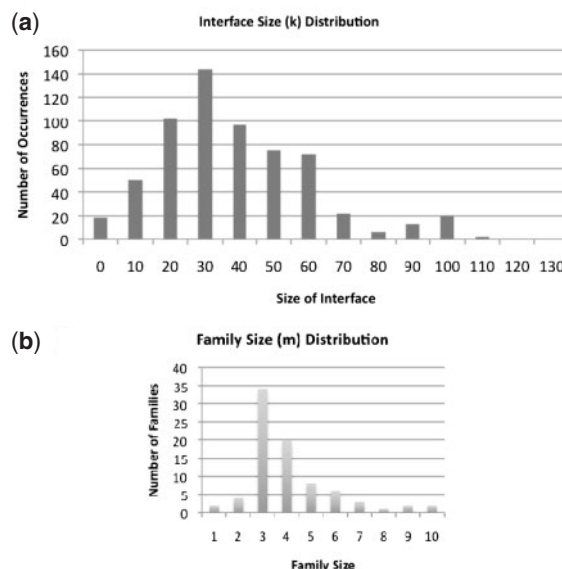 (a)
Interface Size (k) Distribution
Number of Occurrences
160
140
120
100
80
60
40
20
0
0 10 20 30 40 50 60 70 80 90 100 110 120 130
Size of Interface
(b)
Family Size (m) Distribution
Number of Families
40
35
30
25
20
15
10
5
0
1 2 3 4 5 6 7 8 9 10
Family Size